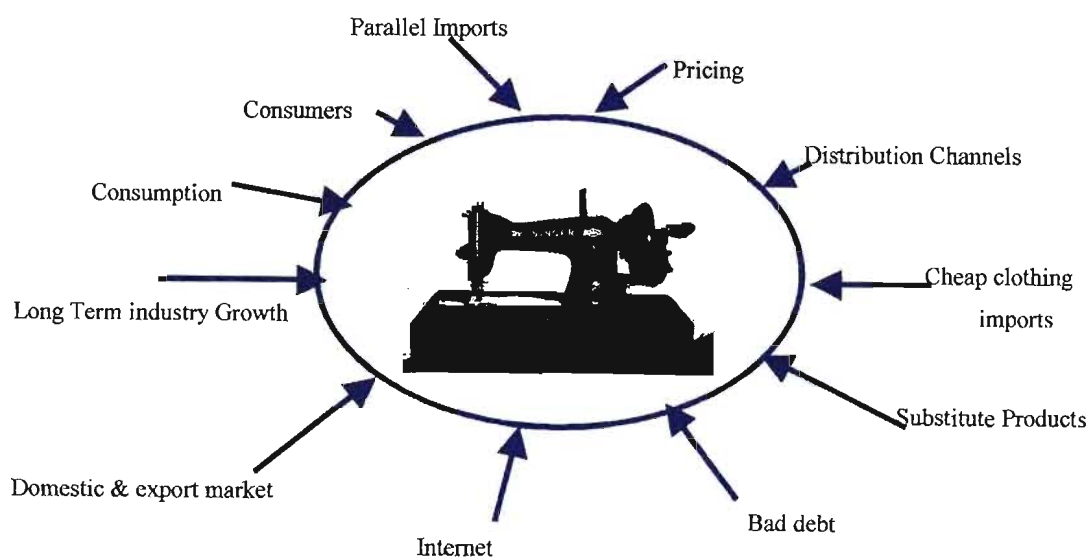 Parallel Imports
Pricing
Consumers
Distribution Channels
Consumption
Cheap clothing
imports
Long Term industry Growth
Substitute Products
Domestic & export market
Bad debt
Internet